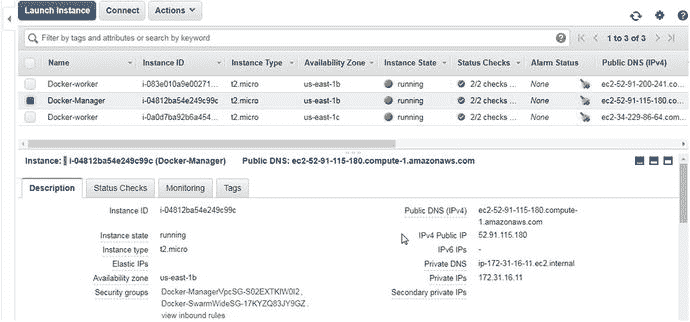 Launch Instance Connect Actions
Filter by tags and attributes or search by keyword 1 to 3 of 3
Name Instance ID Instance Type Availability Zone Instance State Status Checks Alarm Status Public DNS (IPv4)
Docker-worker i-083e010a9e00271... t2.micro us-east-1b running 2/2 checks ... None ec2-52-91-200-241.co...
Docker-Manager i-04812ba54e249c99c t2.micro us-east-1b running 2/2 checks ... None ec2-52-91-115-180.co...
Docker-worker i-0a0d7ba92b6a454... t2.micro us-east-1c running 2/2 checks ... None ec2-34-229-86-64.com...
Instance: i-04812ba54e249c99c (Docker-Manager) Public DNS: ec2-52-91-115-180.compute-1.amazonaws.com
Description Status Checks Monitoring Tags
Instance ID i-04812ba54e249c99c Public DNS (IPv4) ec2-52-91-115-180.compute-
1.amazonaws.com
Instance state running IPv4 Public IP 52.91.115.180
Instance type t2.micro IPv6 IPs -
Elastic IPs Private DNS ip-172-31-16-11.ec2.internal
Availability zone us-east-1b Private IPs 172.31.16.11
Security groups Docker-ManagerVpcSG-S02EXTKIW0I2, Secondary private IPs
Docker-SwarmWideSG-17KYZQ83JY9GZ,
view inbound rules